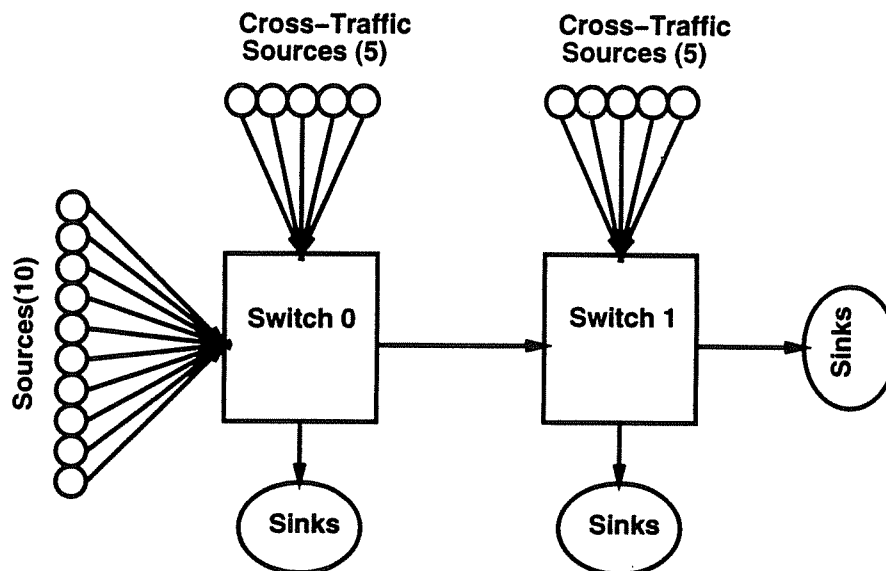 Cross–Traffic
Sources (5)
Cross–Traffic
Sources (5)
Sources(10)
Switch 0
Switch 1
Sinks
Sinks
Sinks